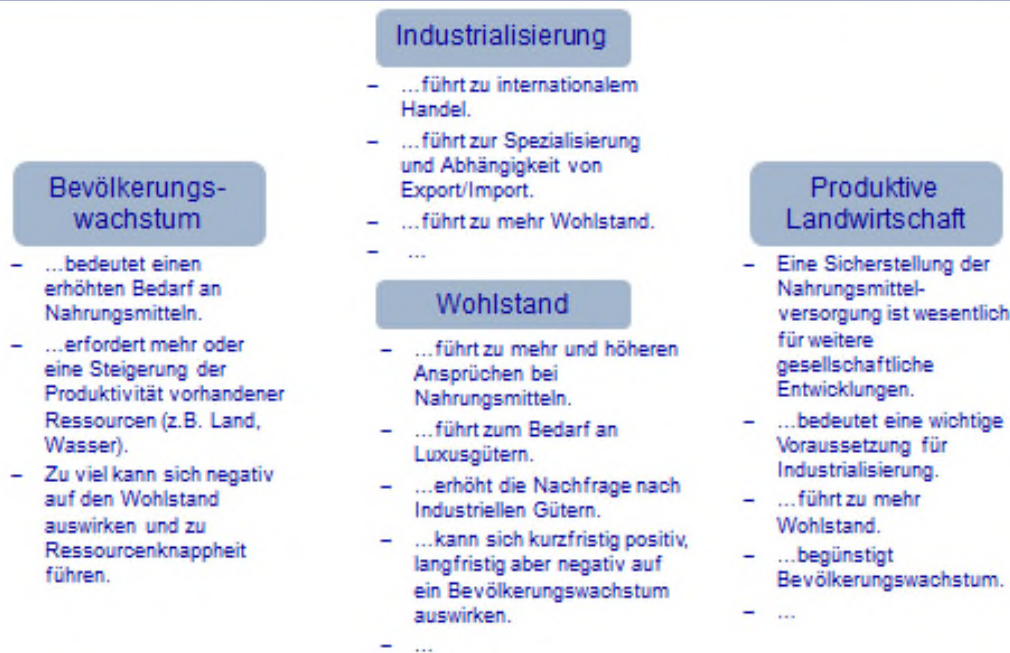 Industrialisierung
– …führt zu internationalem
Handel.
– …führt zur Spezialisierung
und Abhängigkeit von
Export/Import.
– …führt zu mehr Wohlstand.
– …
Bevölkerungs-
wachstum
– …bedeutet einen
erhöhten Bedarf an
Nahrungsmitteln.
– …erfordert mehr oder
eine Steigerung der
Produktivität vorhandener
Ressourcen (z.B. Land,
Wasser).
– Zu viel kann sich negativ
auf den Wohlstand
auswirken und zu
Ressourcenknappheit
führen.
Wohlstand
– …führt zu mehr und höheren
Ansprüchen bei
Nahrungsmitteln.
– …führt zum Bedarf an
Luxusgütern.
– …erhöht die Nachfrage nach
Industriellen Gütern.
– …kann sich kurzfristig positiv,
langfristig aber negativ auf
ein Bevölkerungswachstum
auswirken.
– …
Produktive
Landwirtschaft
– Eine Sicherstellung der
Nahrungsmittel-
versorgung ist wesentlich
für weitere
gesellschaftliche
Entwicklungen.
– …bedeutet eine wichtige
Voraussetzung für
Industrialisierung.
– …führt zu mehr
Wohlstand.
– …begünstigt
Bevölkerungswachstum.
– …